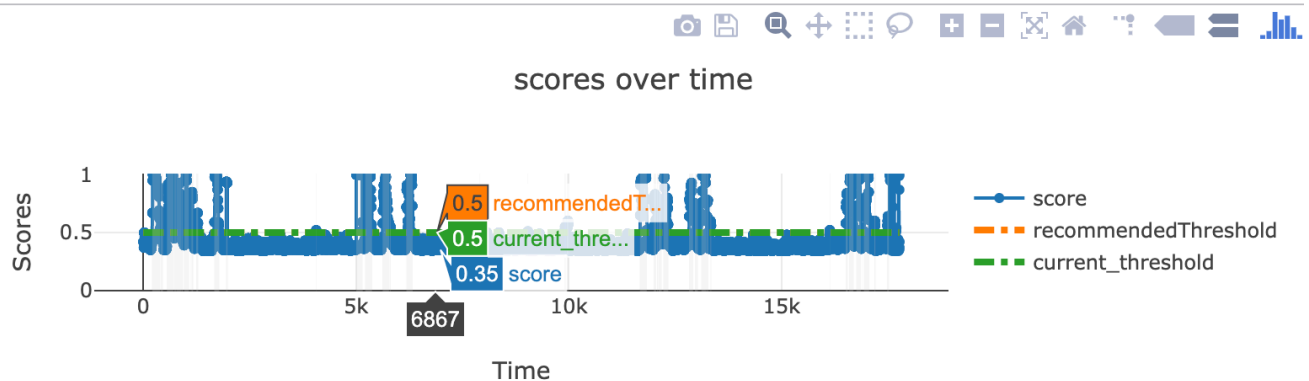 scores over time
Scores
1
0.5
0
0.5 recommendedT...
0.5 current_thre...
0.35 score
6867
0
5k
10k
15k
Time
score
recommendedThreshold
current_threshold